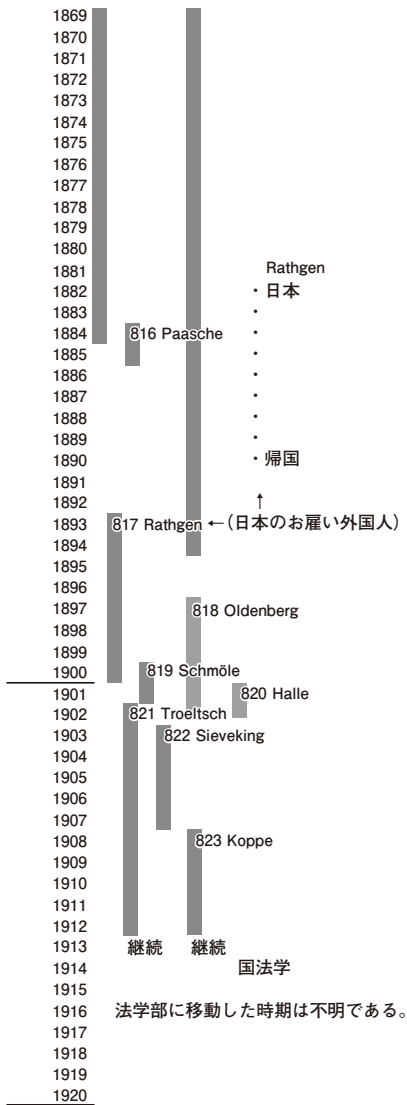 1869
1870
1871
1872
1873
1874
1875
1876
1877
1878
1879
1880
1881 Rathgen
1882 ・日本
1883 ・
1884 816 Paasche ・
1885 ・
1886 ・
1887 ・
1888 ・
1889 ・
1890 ・帰国
1891
1892 ↑
1893 817 Rathgen ←(日本のお雇い外国人)
1894
1895
1896
1897 818 Oldenberg
1898
1899
1900 819 Schmöle
1901 820 Halle
1902 821 Troeltsch
1903 822 Sieveking
1904
1905
1906
1907
1908 823 Koppe
1909
1910
1911
1912
1913 継続 継続
1914 国法学
1915
1916 法学部に移動した時期は不明である。
1917
1918
1919
1920